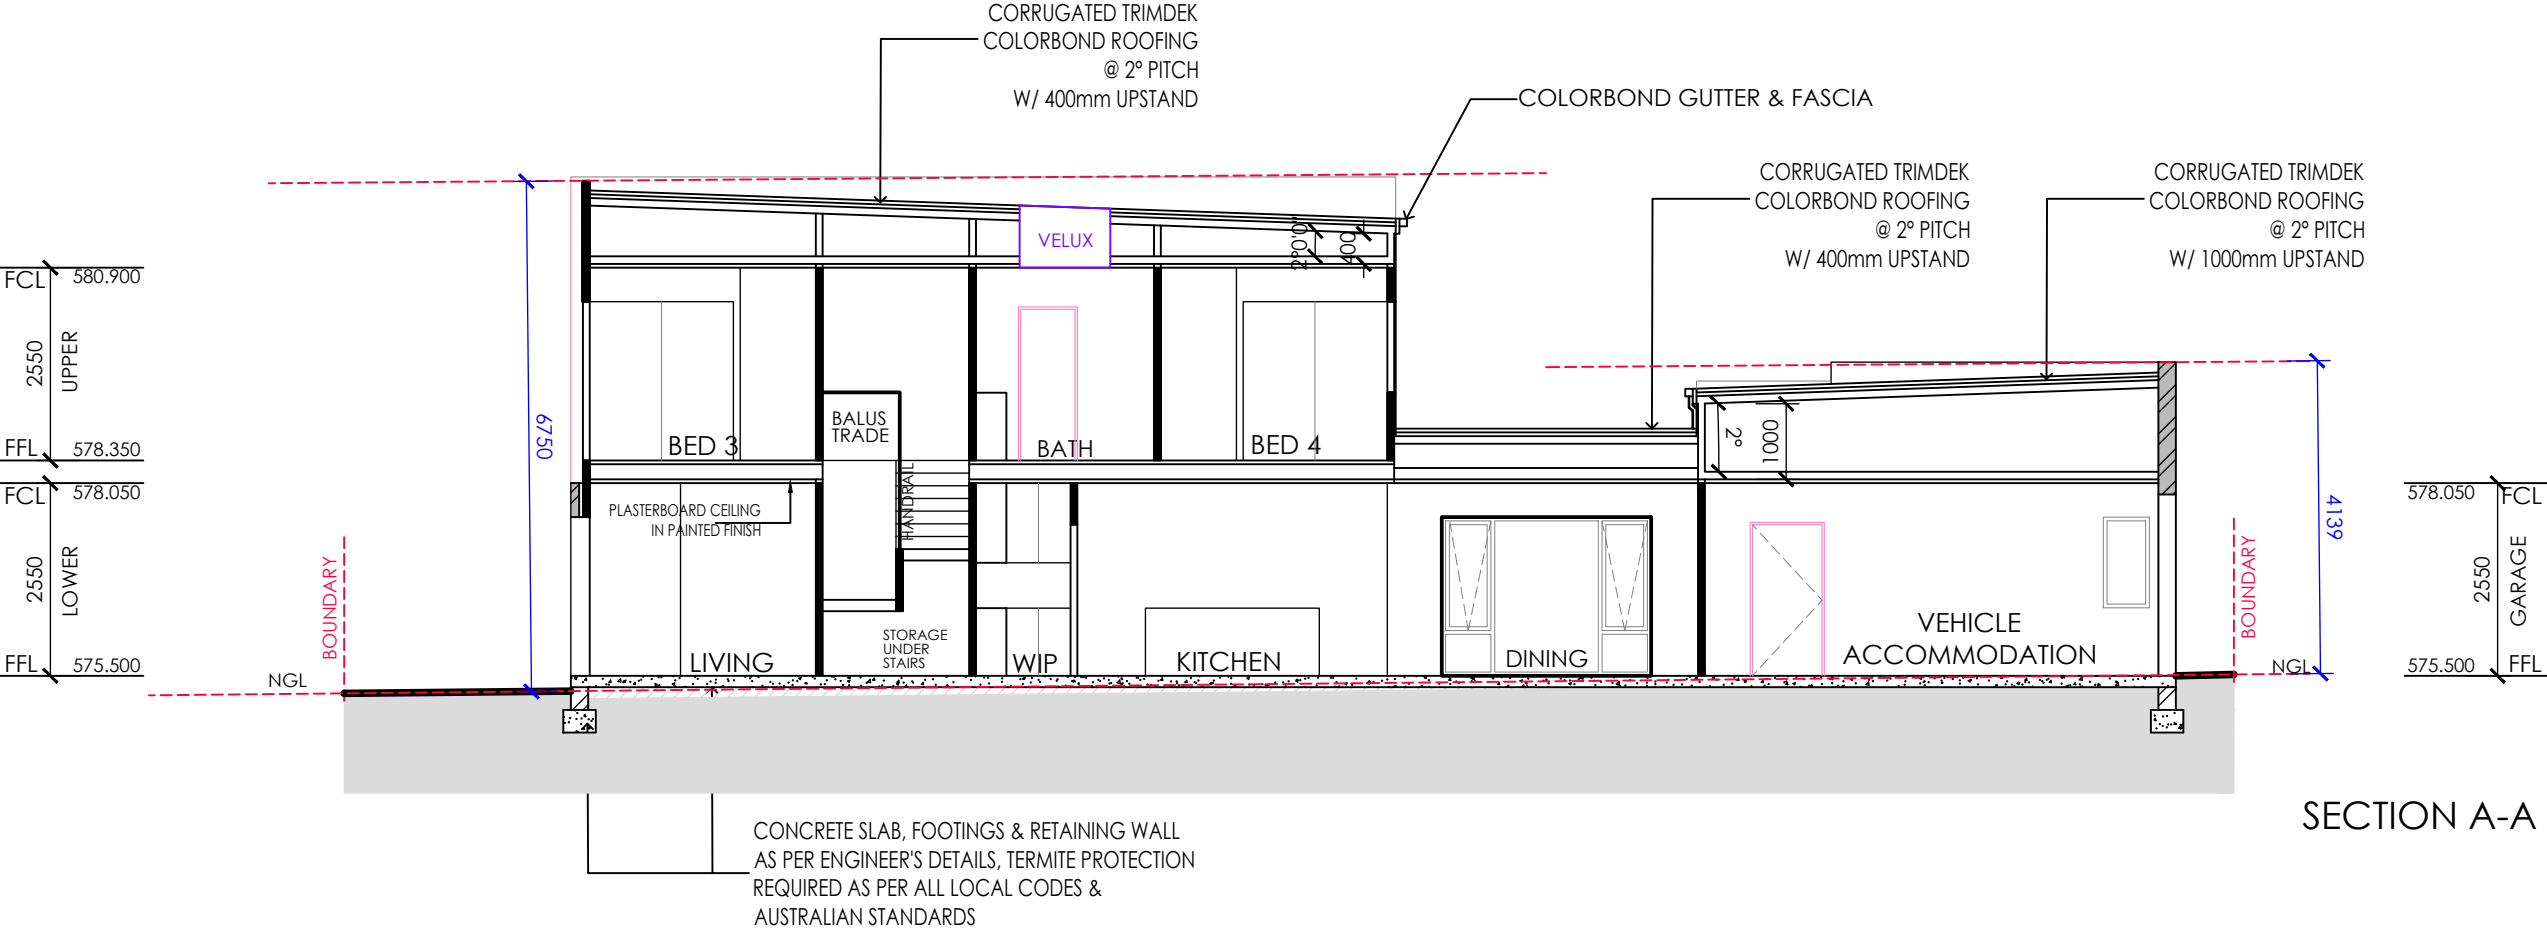 CORRUGATED TRIMDEK
COLORBOND ROOFING
@ 2° PITCH
W/ 400mm UPSTAND
COLORBOND GUTTER & FASCIA
CORRUGATED TRIMDEK
COLORBOND ROOFING
@ 2° PITCH
W/ 400mm UPSTAND
CORRUGATED TRIMDEK
COLORBOND ROOFING
@ 2° PITCH
W/ 1000mm UPSTAND
VELUX
2°0'0"
400
FCL 580.900
2550
UPPER
FFL 578.350
FCL 578.050
2550
LOWER
FFL 575.500
6750
BED 3
BALUS
TRADE
BATH
BED 4
HANDRAIL
2°
1000
PLASTERBOARD CEILING
IN PAINTED FINISH
4139
578.050 FCL
2550
GARAGE
575.500 FFL
BOUNDARY
BOUNDARY
NGL
NGL
LIVING
STORAGE
UNDER
STAIRS
WIP
KITCHEN
DINING
VEHICLE
ACCOMMODATION
SECTION A-A
CONCRETE SLAB, FOOTINGS & RETAINING WALL
AS PER ENGINEER'S DETAILS, TERMITE PROTECTION
REQUIRED AS PER ALL LOCAL CODES &
AUSTRALIAN STANDARDS